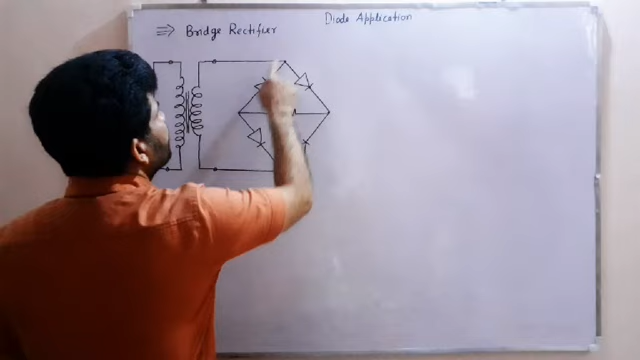 Diode Application
⇒ Bridge Rectifier